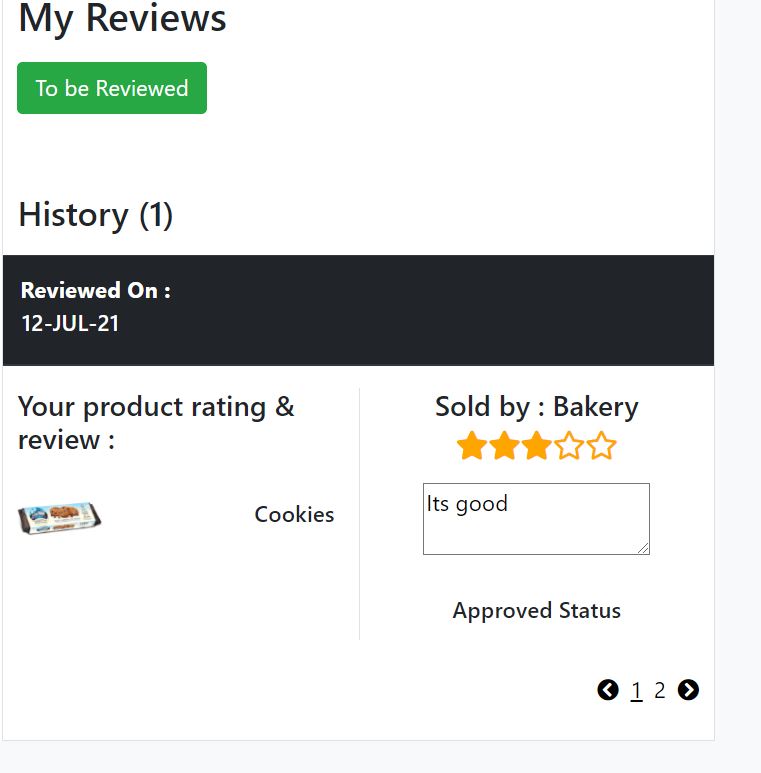 My Reviews
To be Reviewed
History (1)
Reviewed On :
12-JUL-21
Your product rating &
review :
Cookies
Sold by : Bakery
Its good
Approved Status
1 2